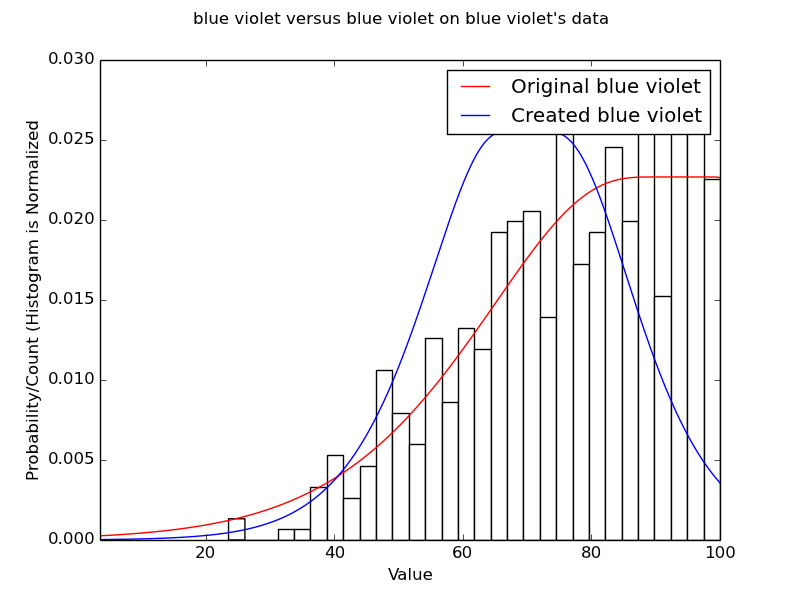 blue violet versus blue violet on blue violet's data
Original blue violet
Created blue violet
0.030
0.025
0.020
0.015
0.010
0.005
0.000
Probability/Count (Histogram is Normalized
20
40
60
80
100
Value